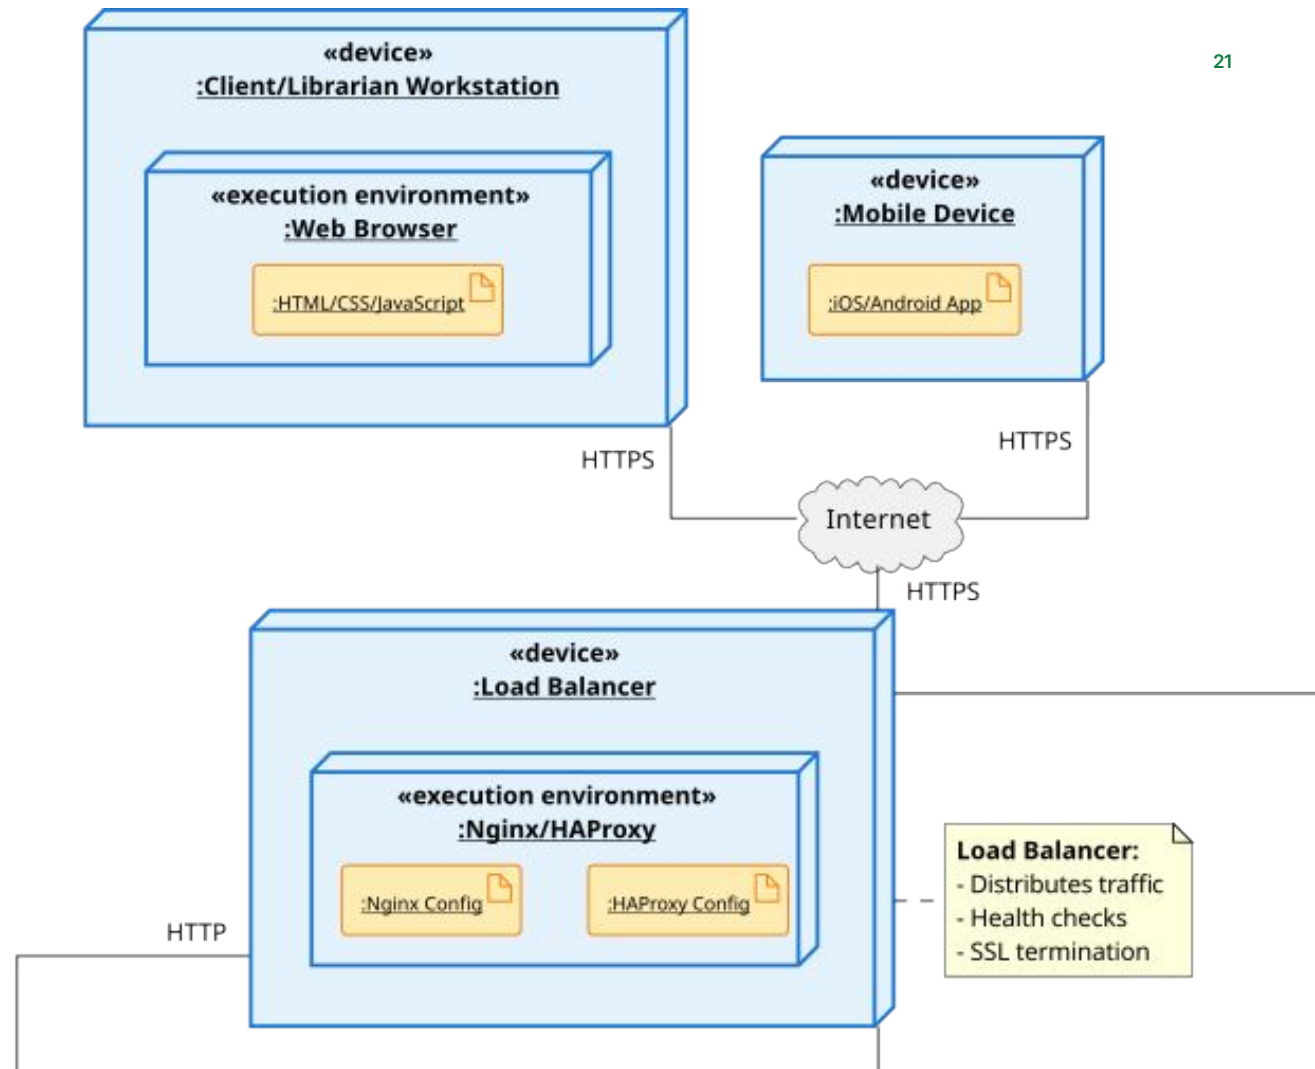 21
«device»
:Client/Librarian Workstation
«execution environment»
:Web Browser
:HTML/CSS/JavaScript
«device»
:Mobile Device
:iOS/Android App
HTTPS
HTTPS
Internet
HTTPS
«device»
:Load Balancer
«execution environment»
:Nginx/HAProxy
:Nginx Config
:HAProxy Config
Load Balancer:
- Distributes traffic
- Health checks
- SSL termination
HTTP